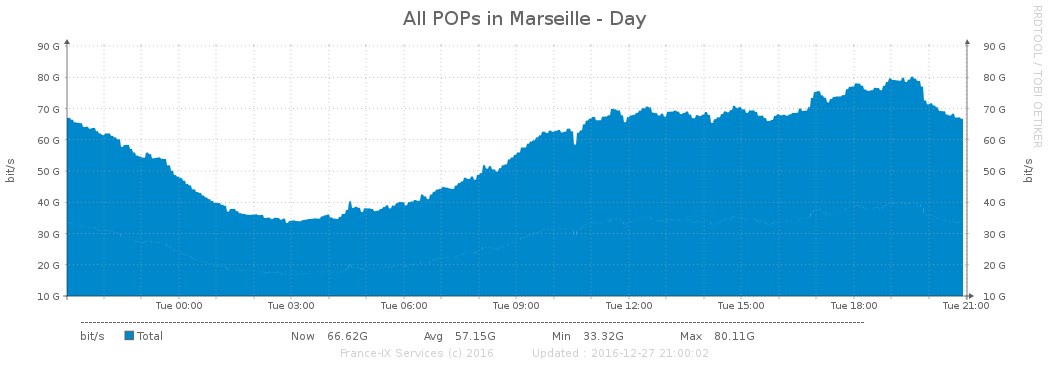 All POPs in Marseille - Day
RRDTOOL / TOBI OETIKER
90 G 90 G
80 G 80 G
70 G 70 G
60 G 60 G
50 G 50 G
40 G 40 G
30 G 30 G
20 G 20 G
10 G 10 G
bit/s bit/s
Tue 00:00 Tue 03:00 Tue 06:00 Tue 09:00 Tue 12:00 Tue 15:00 Tue 18:00 Tue 21:00
bit/s Total Now 66.62G Avg 57.15G Min 33.32G Max 80.11G
France-IX Services (c) 2016 Updated : 2016-12-27 21:00:02